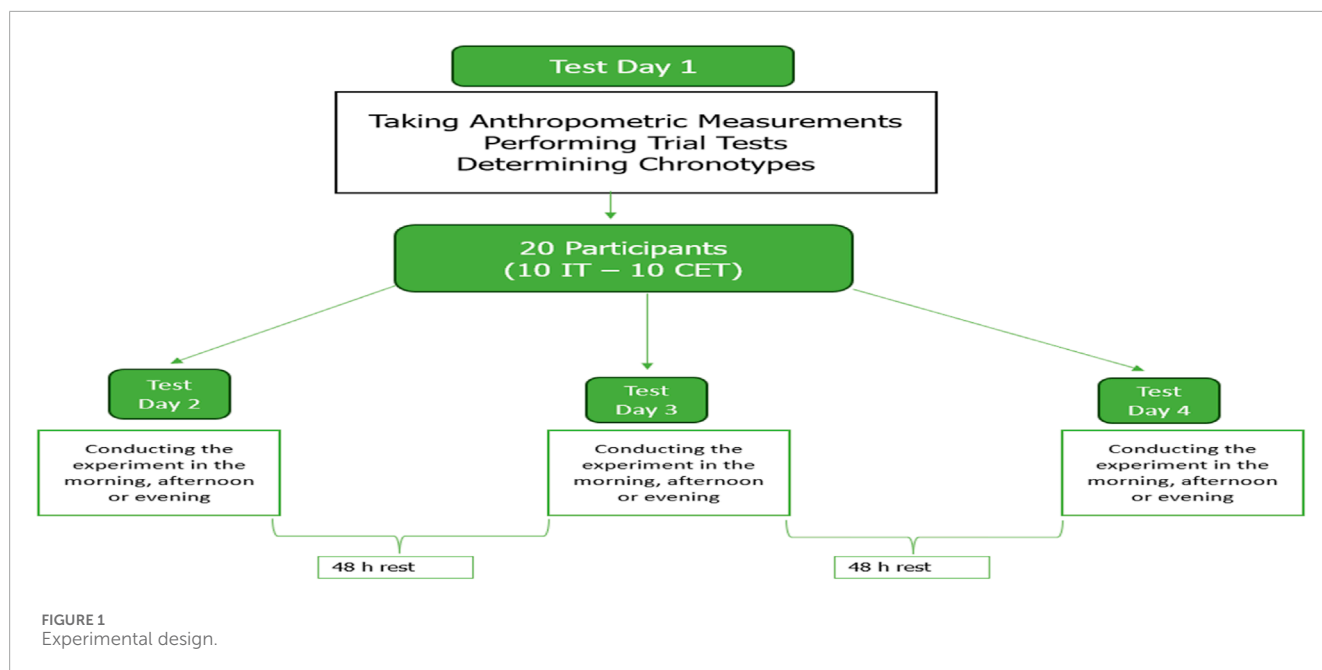 Test Day 1
Taking Anthropometric Measurements
Performing Trial Tests
Determining Chronotypes
20 Participants
(10 IT – 10 CET)
Test
Day 2
Conducting the
experiment in the
morning, afternoon
or evening
Test
Day 3
Conducting the
experiment in the
morning, afternoon
or evening
Test
Day 4
Conducting the
experiment in the
morning, afternoon
or evening
48 h rest
48 h rest
FIGURE 1
Experimental design.